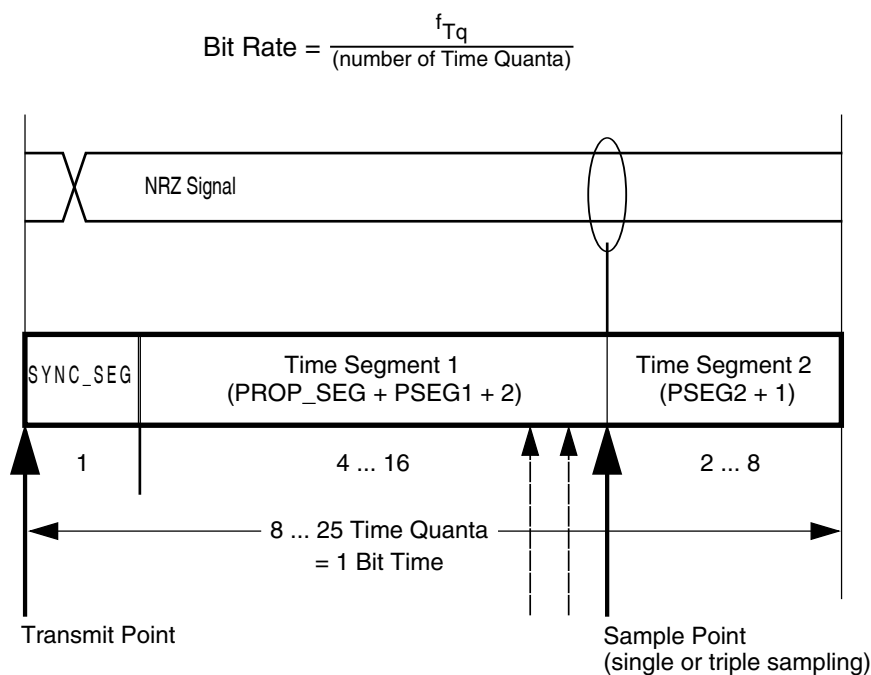 Bit Rate = f_Tq / (number of Time Quanta)
NRZ Signal
SYNC_SEG
Time Segment 1
(PROP_SEG + PSEG1 + 2)
Time Segment 2
(PSEG2 + 1)
1
4 ... 16
2 ... 8
8 ... 25 Time Quanta
= 1 Bit Time
Transmit Point
Sample Point
(single or triple sampling)